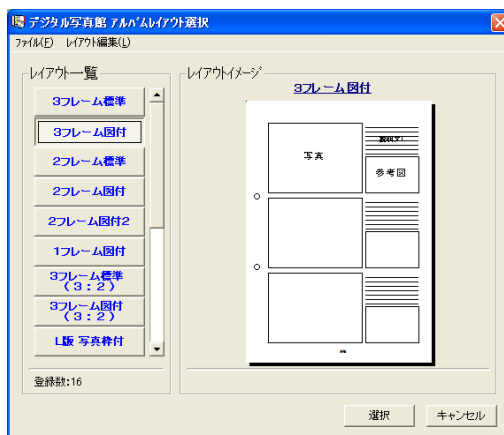 デジタル写真館 アルバムレイアウト選択
ファイル(F) レイアウト編集(L)
レイアウト一覧
3フレーム標準
3フレーム図付
2フレーム標準
2フレーム図付
2フレーム図付2
1フレーム図付
3フレーム標準
(3:2)
3フレーム図付
(3:2)
L版 写真枠付
登録数:16
レイアウトイメージ
3フレーム図付
写真
参考図
選択
キャンセル